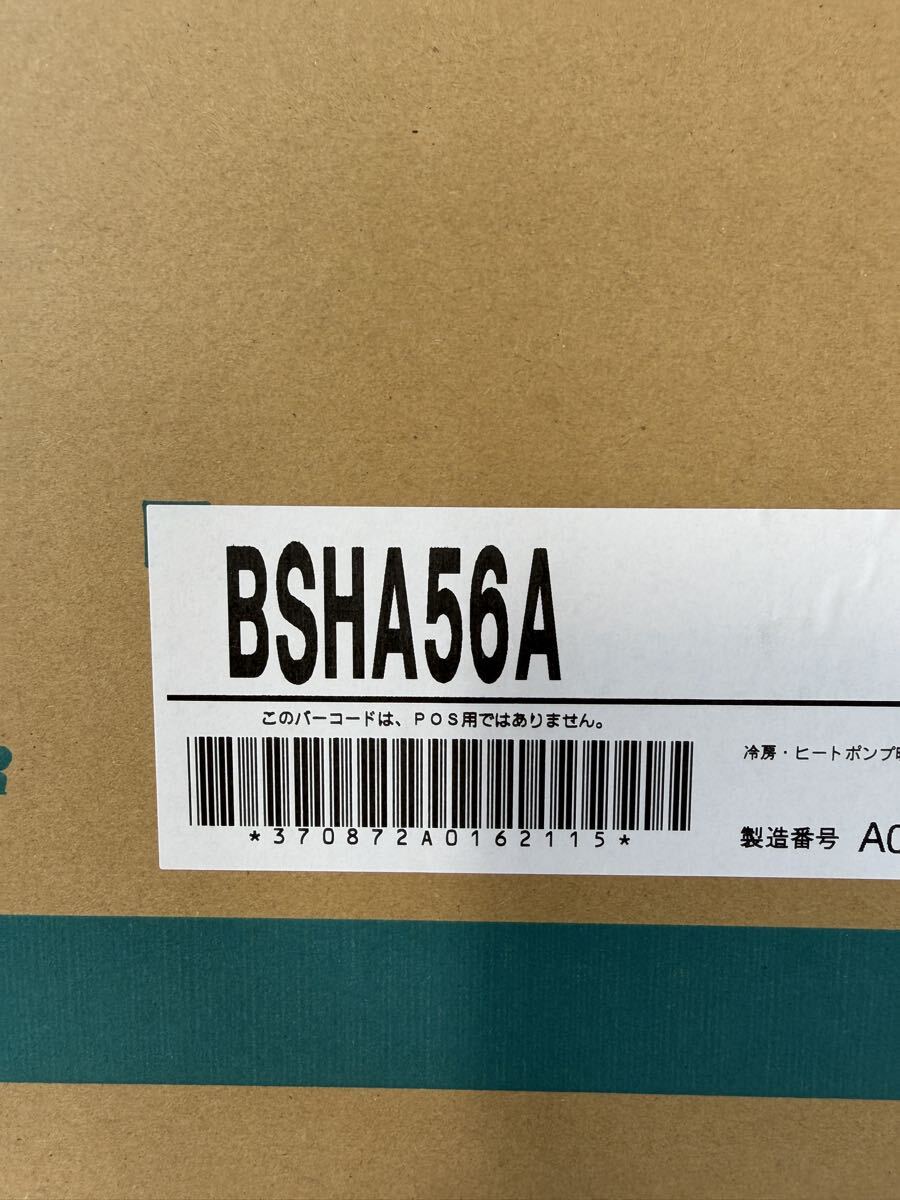 BSHA56A
このバーコードは、POS用ではありません。
*370872A0162115*
冷房・ヒートポンプ
製造番号 A0
R